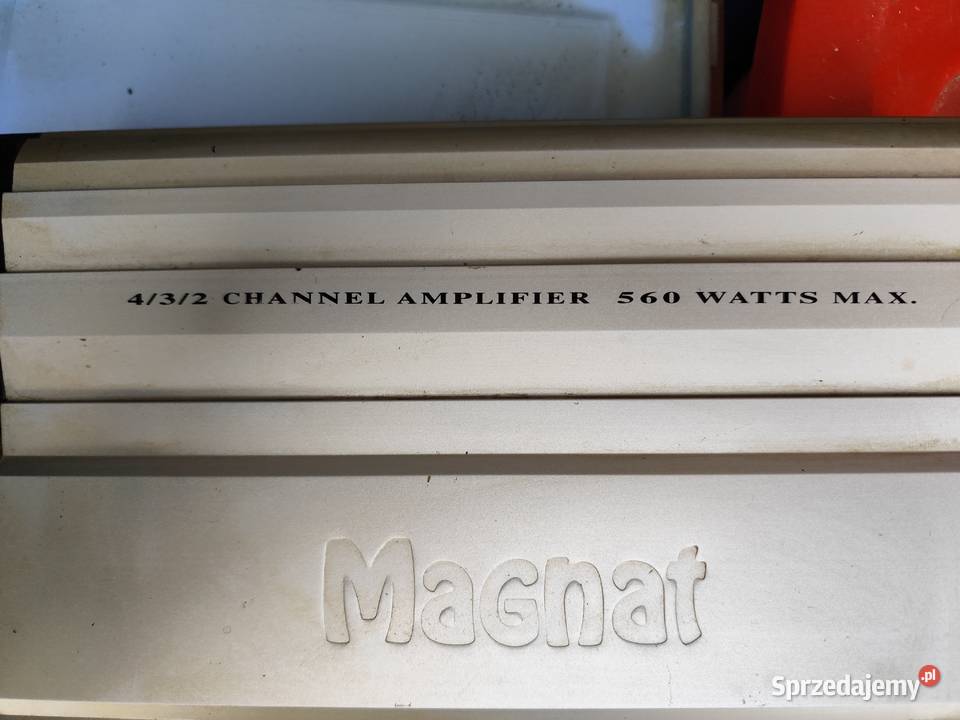 4/3/2 CHANNEL AMPLIFIER 560 WATTS MAX.
Magnat
Sprzedajemy.pl